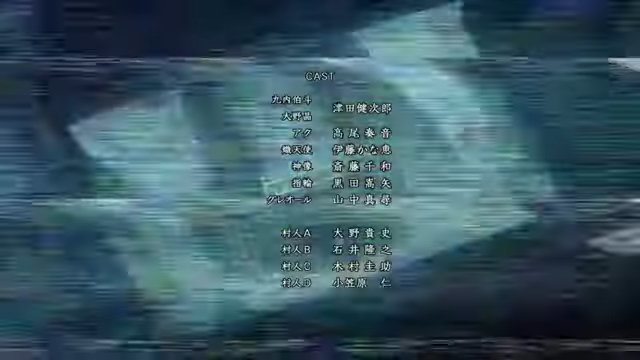 CAST
九内伯斗
大野晶 津田健次郎
アク 高尾奏音
熾天使 伊藤かな恵
神像 斎藤千和
指輪 黒田崇矢
グレオール 山中真尋
村人A 大野貴史
村人B 石井隆之
村人C 木村圭助
村人D 小笠原 仁